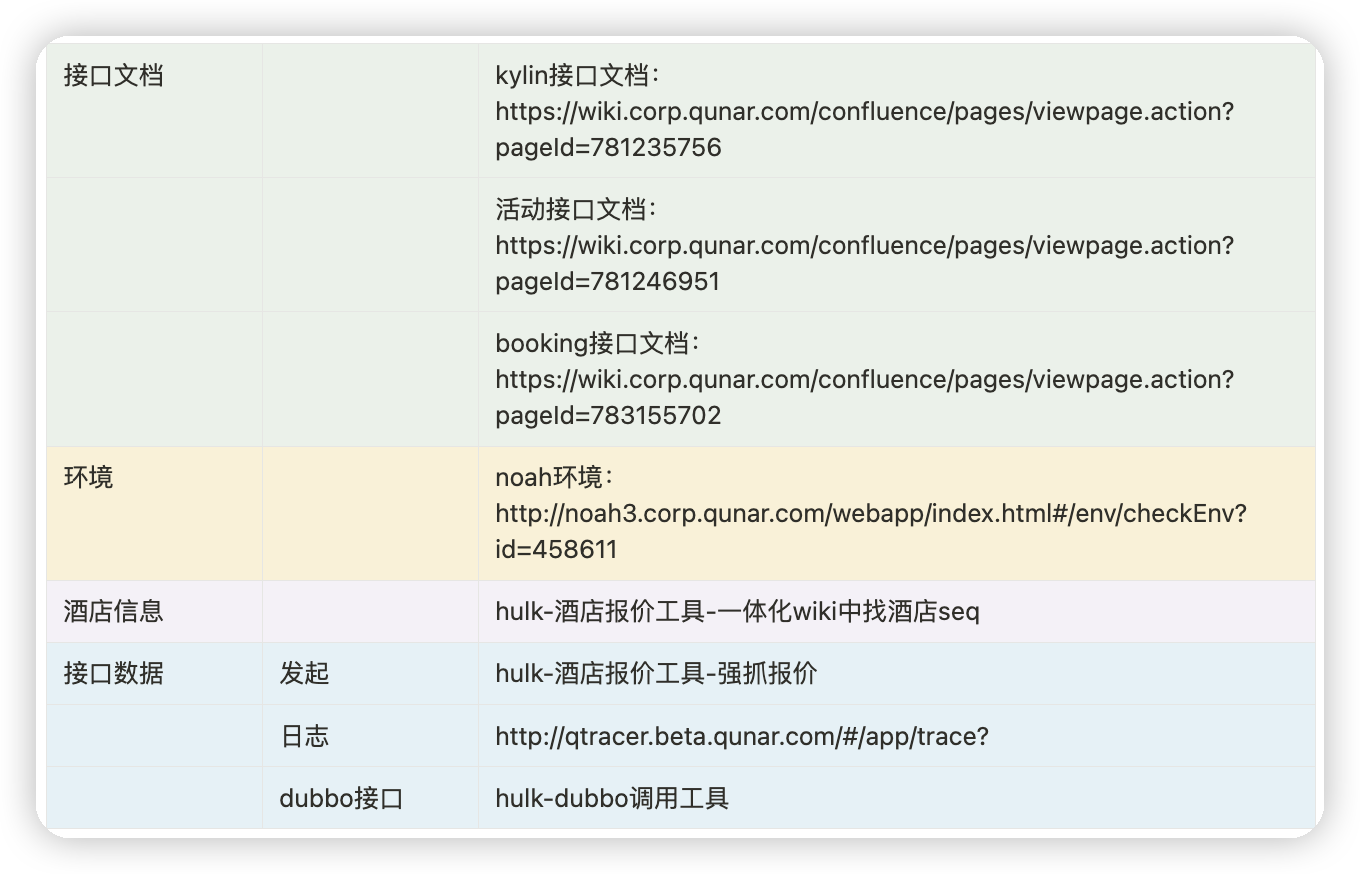 接口文档
kylin接口文档：
https://wiki.corp.qunar.com/confluence/pages/viewpage.action?
pageId=781235756
活动接口文档：
https://wiki.corp.qunar.com/confluence/pages/viewpage.action?
pageId=781246951
booking接口文档：
https://wiki.corp.qunar.com/confluence/pages/viewpage.action?
pageId=783155702
环境
noah环境：
http://noah3.corp.qunar.com/webapp/index.html#/env/checkEnv?
id=458611
酒店信息
hulk-酒店报价工具-一体化wiki中找酒店seq
接口数据
发起
hulk-酒店报价工具-强抓报价
日志
http://qtracer.beta.qunar.com/#/app/trace?
dubbo接口
hulk-dubbo调用工具